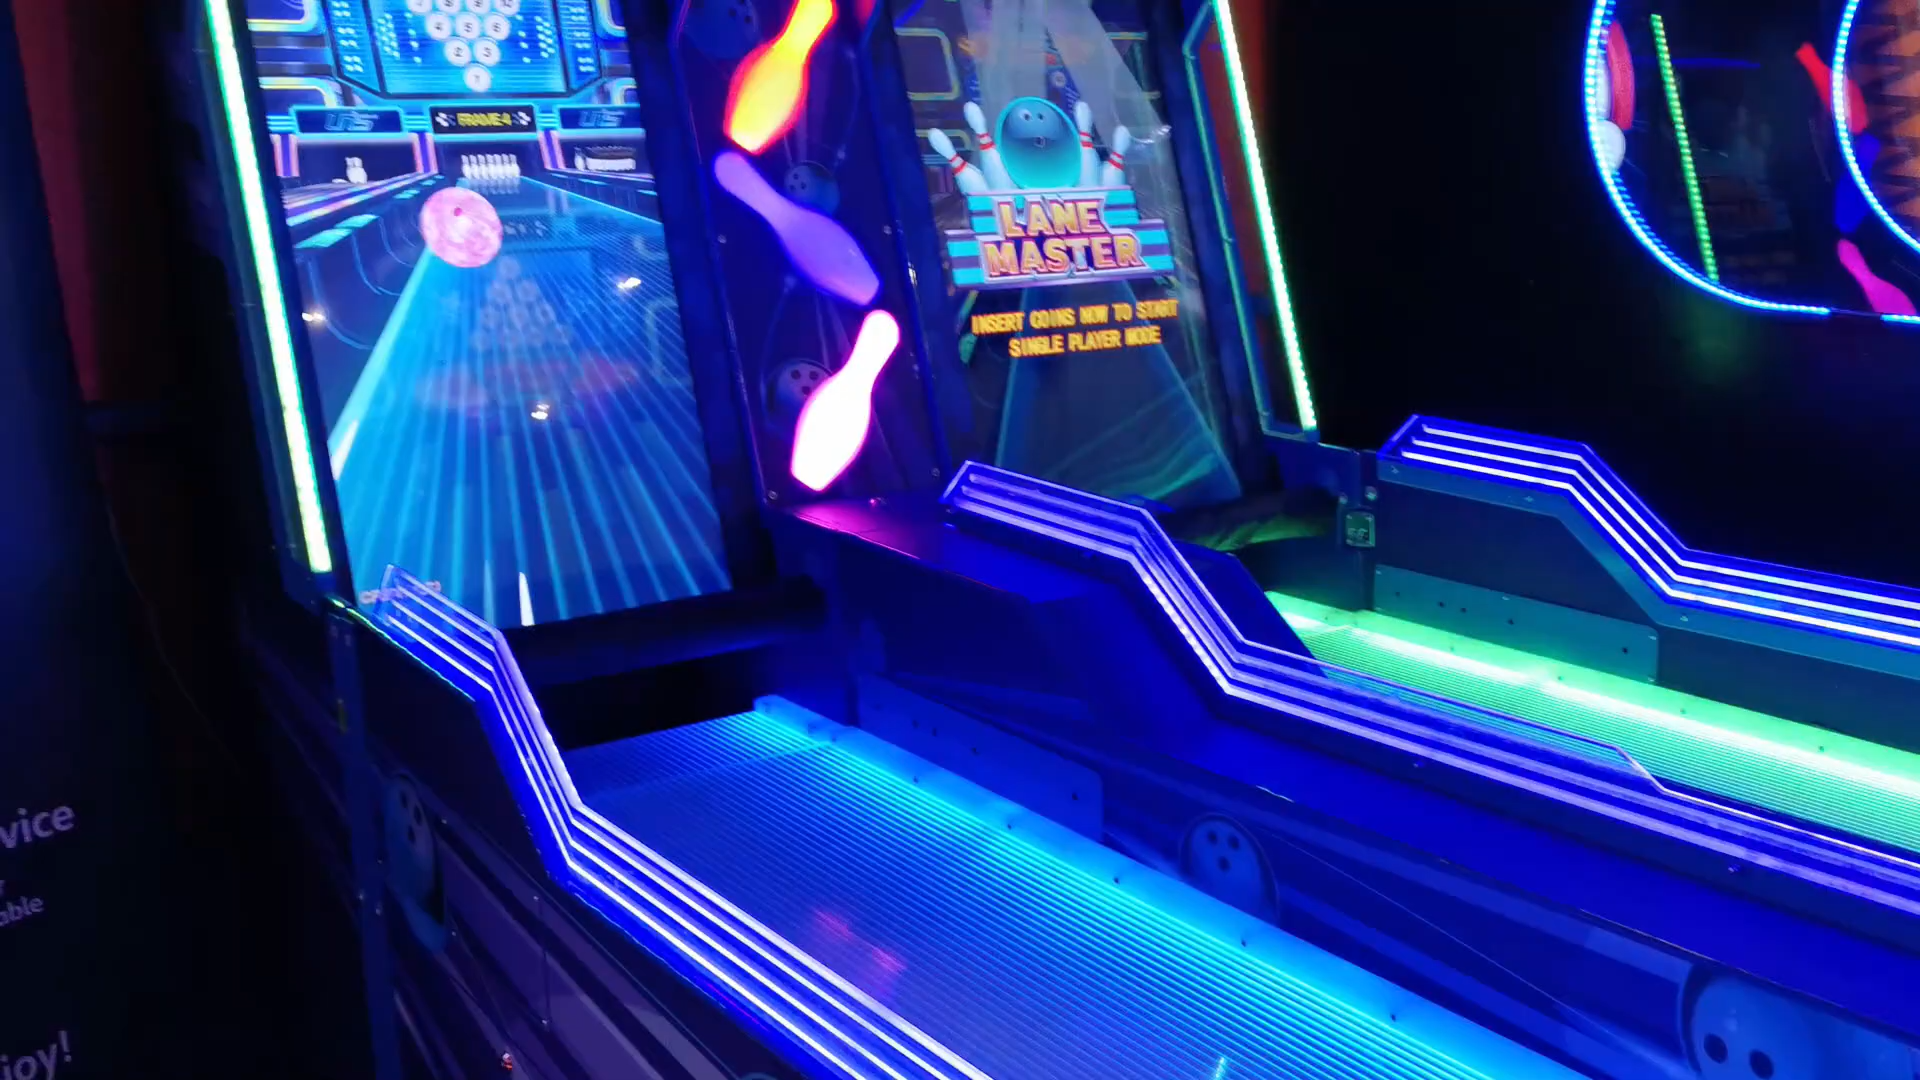 FRAME 4
LANE
MASTER
INSERT COINS NOW TO START
SINGLE PLAYER MODE
vice
able
joy!